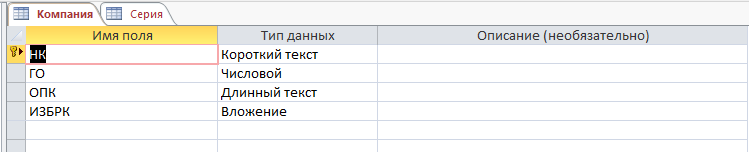 Компания Серия
Имя поля Тип данных Описание (необязательно)
НК Короткий текст
ГО Числовой
ОПК Длинный текст
ИЗБРК Вложение